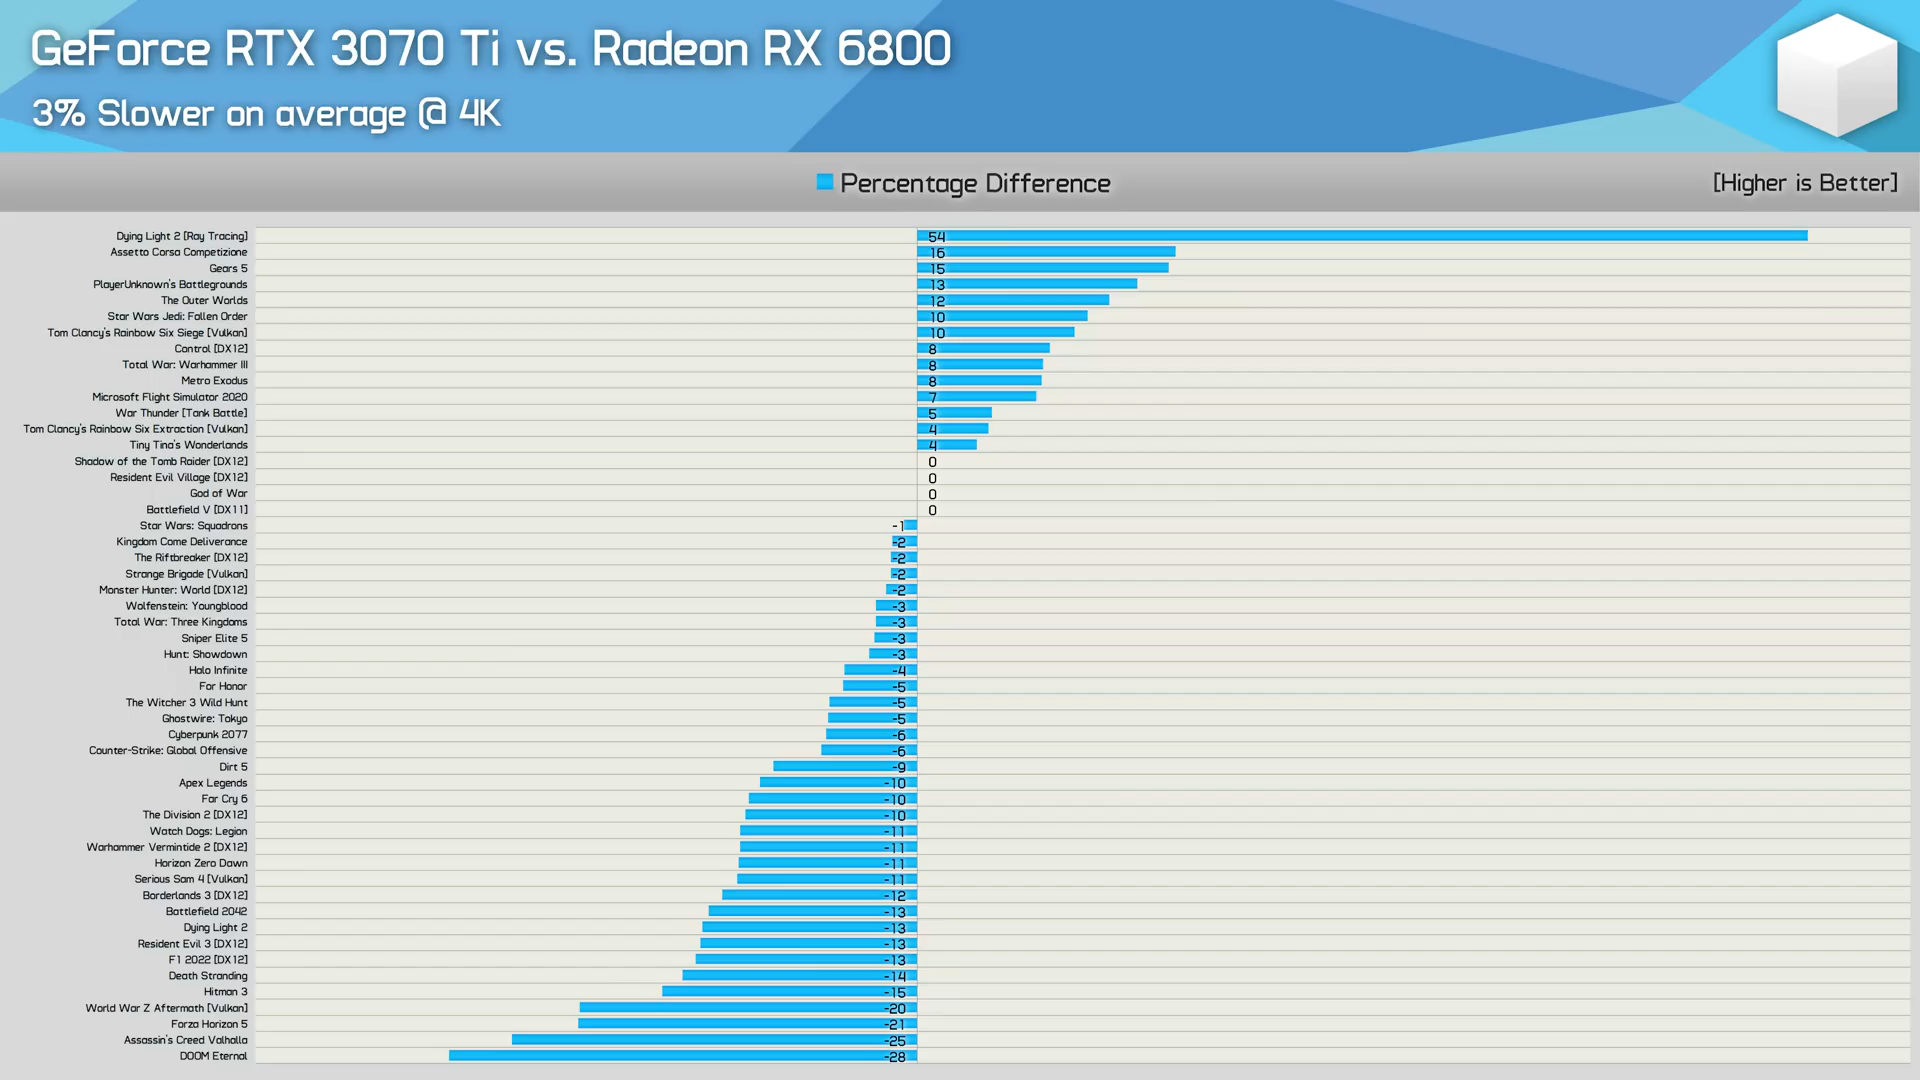 GeForce RTX 3070 Ti vs. Radeon RX 6800
3% Slower on average @ 4K
Percentage Difference
[Higher is Better]
Dying Light 2 [Ray Tracing] 54
Assetto Corsa Competizione 16
Gears 5 15
PlayerUnknown's Battlegrounds 13
The Outer Worlds 12
Star Wars Jedi: Fallen Order 10
Tom Clancy's Rainbow Six Siege [Vulkan] 10
Control [DX12] 8
Total War: Warhammer III 8
Metro Exodus 8
Microsoft Flight Simulator 2020 7
War Thunder [Tank Battle] 5
Tom Clancy's Rainbow Six Extraction [Vulkan] 4
Tiny Tina's Wonderlands 4
Shadow of the Tomb Raider [DX12] 0
Resident Evil Village [DX12] 0
God of War 0
Battlefield V [DX11] 0
Star Wars: Squadrons -1
Kingdom Come Deliverance -2
The Riftbreaker [DX12] -2
Strange Brigade [Vulkan] -2
Monster Hunter: World [DX12] -2
Wolfenstein: Youngblood -3
Total War: Three Kingdoms -3
Sniper Elite 5 -3
Hunt: Showdown -3
Halo Infinite -4
For Honor -5
The Witcher 3 Wild Hunt -5
Ghostwire: Tokyo -5
Cyberpunk 2077 -6
Counter-Strike: Global Offensive -6
Dirt 5 -9
Apex Legends -10
Far Cry 6 -10
The Division 2 [DX12] -10
Watch Dogs: Legion -11
Warhammer Vermintide 2 [DX12] -11
Horizon Zero Dawn -11
Serious Sam 4 [Vulkan] -11
Borderlands 3 [DX12] -12
Battlefield 2042 -13
Dying Light 2 -13
Resident Evil 3 [DX12] -13
F1 2022 [DX12] -13
Death Stranding -14
Hitman 3 -15
World War Z Aftermath [Vulkan] -20
Forza Horizon 5 -21
Assassin's Creed Valhalla -25
DOOM Eternal -28